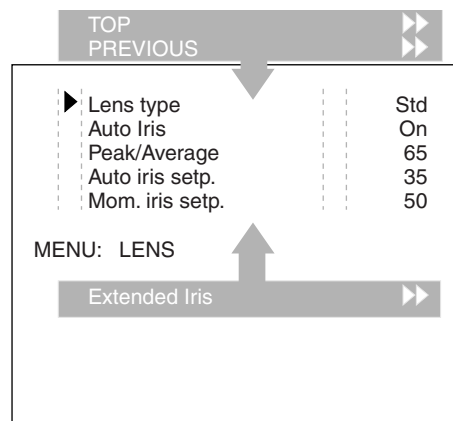 TOP
PREVIOUS
Lens type Std
Auto Iris On
Peak/Average 65
Auto iris setp. 35
Mom. iris setp. 50
MENU: LENS
Extended Iris